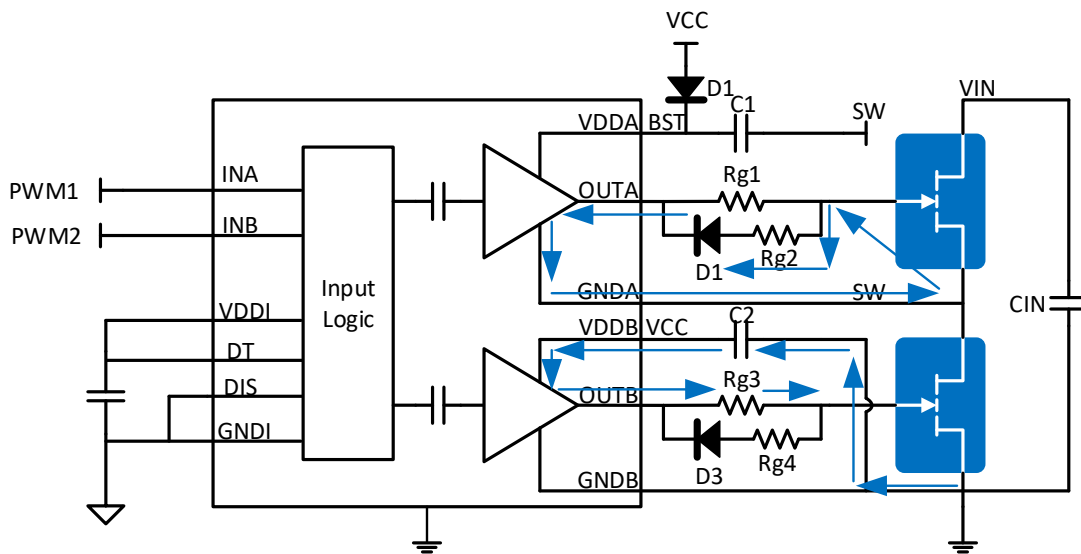 VCC
D1
C1
SW
VIN
VDDA BST
PWM1
INA
OUTA
Rg1
PWM2
INB
D1
Rg2
Input
Logic
GNDA
SW
CIN
VDDI
VDDB VCC
C2
DT
DIS
OUTB
Rg3
GNDI
D3
Rg4
GNDB